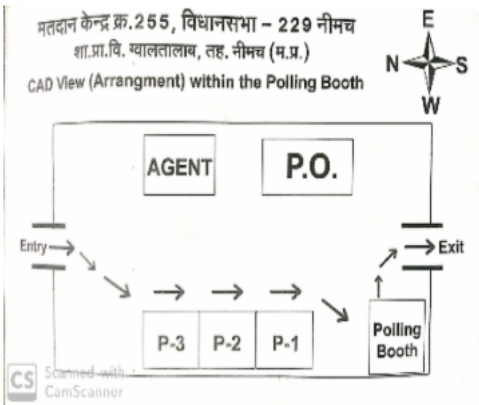 मतदान केन्द्र क्र.255, विधानसभा – 229 नीमच
शा.प्रा.वि. ग्वालतालाब, तह. नीमच (म.प्र.)
CAD View (Arrangment) within the Polling Booth
E
N S
W
AGENT P.O.
Entry Exit
P-3 P-2 P-1
Polling
Booth
CS Scanned with
CamScanner